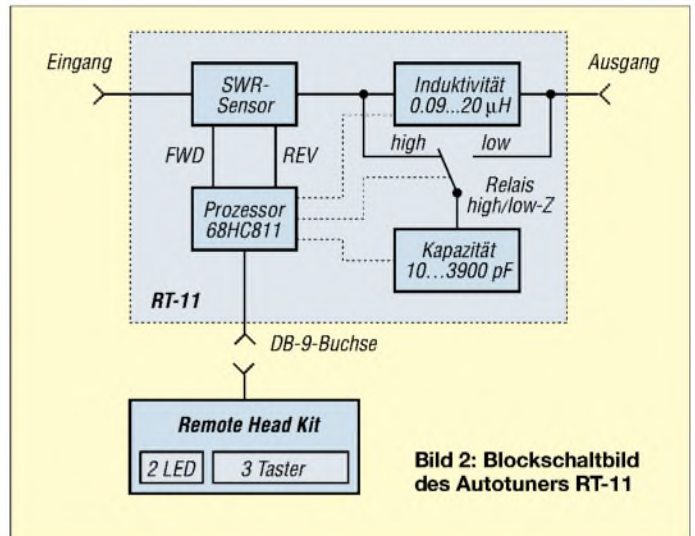 Eingang
Ausgang
SWR-
Sensor
Induktivität
0.09...20 µH
FWD
REV
high
low
Relais
high/low-Z
Prozessor
68HC811
Kapazität
10...3900 pF
RT-11
DB-9-Buchse
Remote Head Kit
2 LED
3 Taster
Bild 2: Blockschaltbild
des Autotuners RT-11